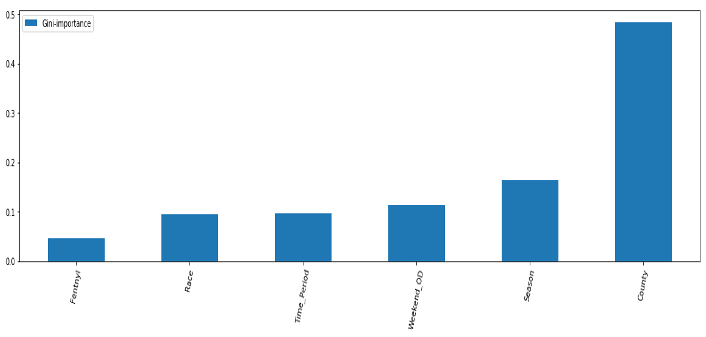 Gini-importance
0.5
0.4
0.3
0.2
0.1
0.0
Fentnyl
Race
Time_Period
Weekend_OD
Season
County